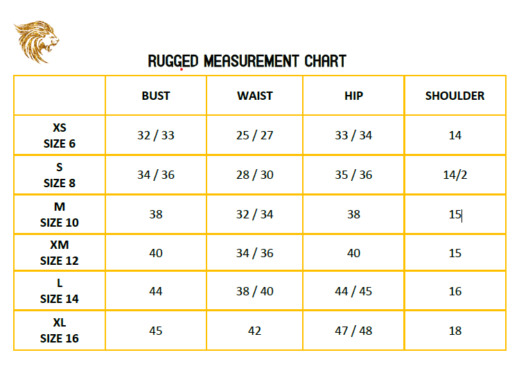 RUGGED MEASUREMENT CHART
BUST WAIST HIP SHOULDER
XS
SIZE 6 32 / 33 25 / 27 33 / 34 14
S
SIZE 8 34 / 36 28 / 30 35 / 36 14/2
M
SIZE 10 38 32 / 34 38 15
XM
SIZE 12 40 34 / 36 40 15
L
SIZE 14 44 38 / 40 44 / 45 16
XL
SIZE 16 45 42 47 / 48 18